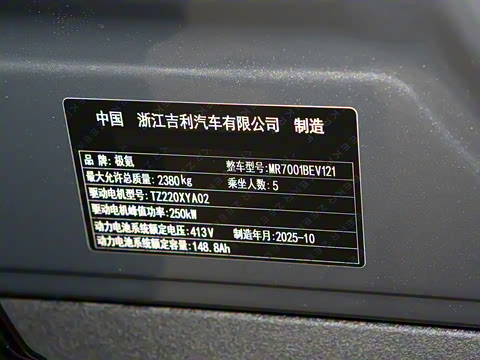 中国 浙江吉利汽车有限公司 制造
品 牌: 极氪 整车型号: MR7001BEV121
最大允许总质量: 2380kg 乘坐人数: 5
驱动电机型号: TZ220XYA02
驱动电机峰值功率: 250kW
动力电池系统额定电压: 413V 制造年月: 2025-10
动力电池系统额定容量: 148.8Ah